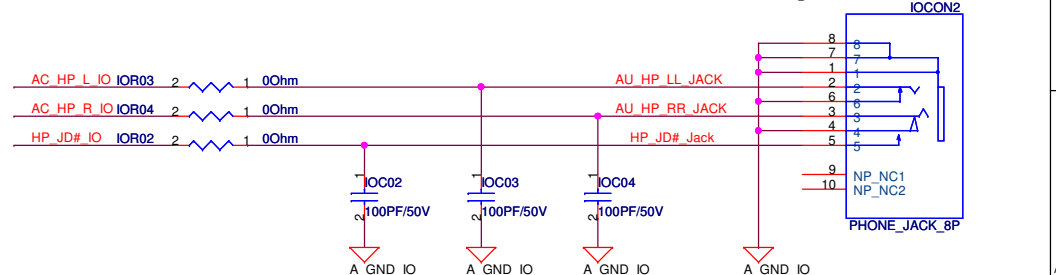 IOCON2
8 8
7 7
1 1
AC_HP_L_IO IOR03 2 1 0Ohm AU_HP_LL_JACK 2 2
6 6
AC_HP_R_IO IOR04 2 1 0Ohm AU_HP_RR_JACK 3 3
4 4
HP_JD#_IO IOR02 2 1 0Ohm HP_JD#_Jack 5 5
9 NP_NC1
10 NP_NC2
1 IOC02 1 IOC03 1 IOC04
2 100PF/50V 2 100PF/50V 2 100PF/50V
PHONE_JACK_8P
A_GND_IO A_GND_IO A_GND_IO A_GND_IO